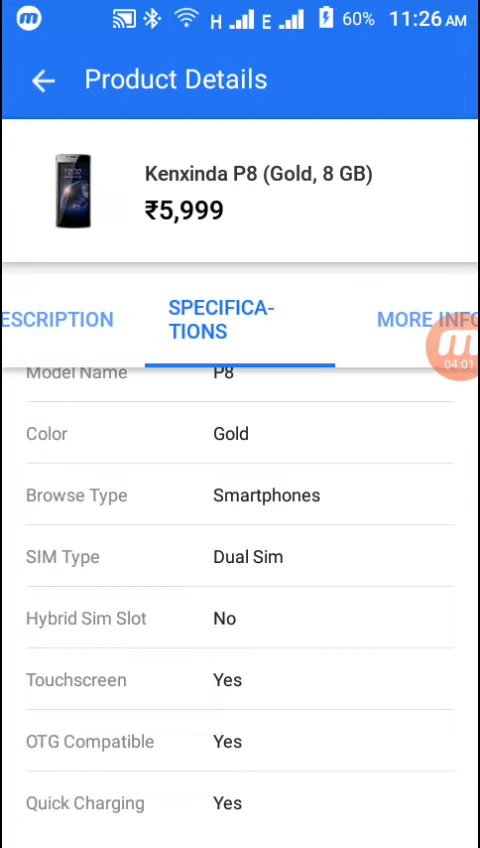 H E 60% 11:26 AM
Product Details
Kenxinda P8 (Gold, 8 GB)
₹5,999
ESCRIPTION
SPECIFICA-
TIONS
MORE INFO
04:01
Model Name P8
Color Gold
Browse Type Smartphones
SIM Type Dual Sim
Hybrid Sim Slot No
Touchscreen Yes
OTG Compatible Yes
Quick Charging Yes